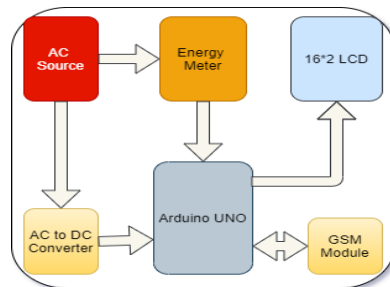 AC
Source
Energy
Meter
16*2 LCD
Arduino UNO
AC to DC
Converter
GSM
Module